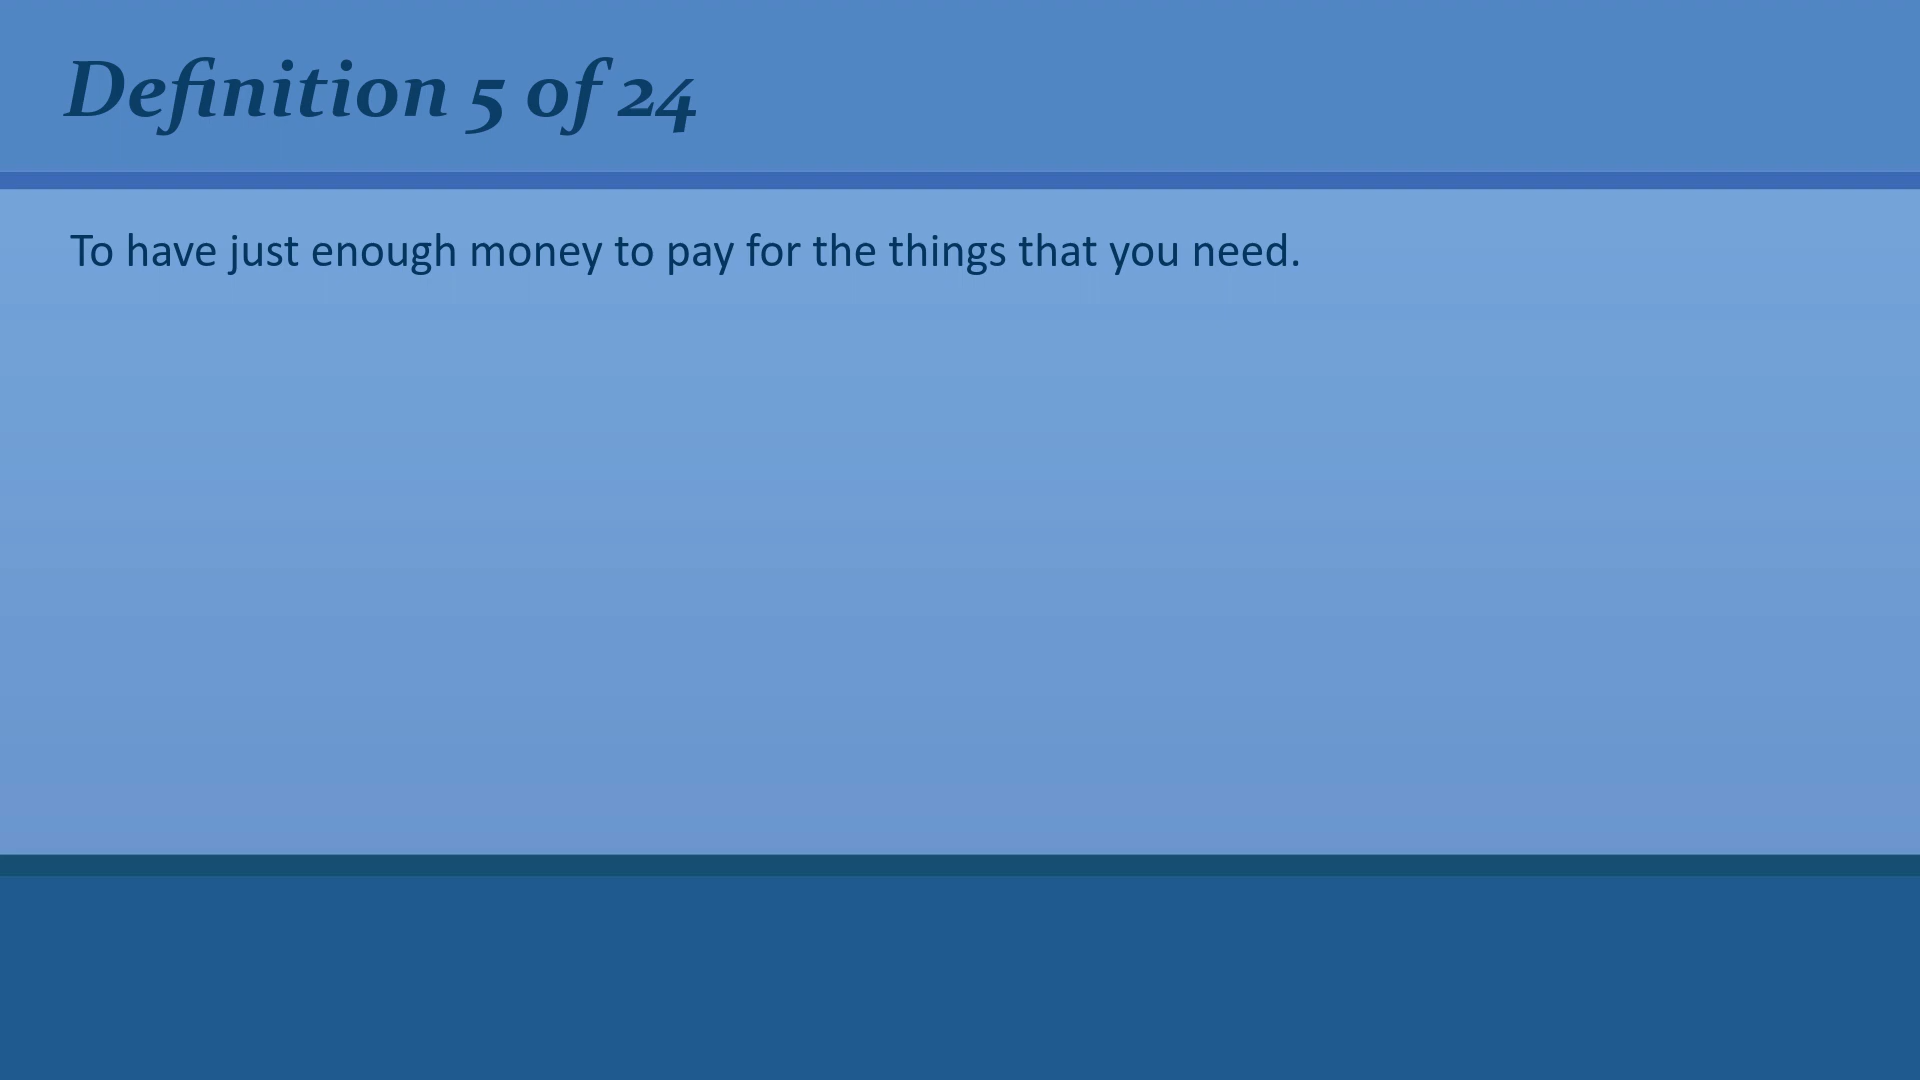 Definition 5 of 24
To have just enough money to pay for the things that you need.